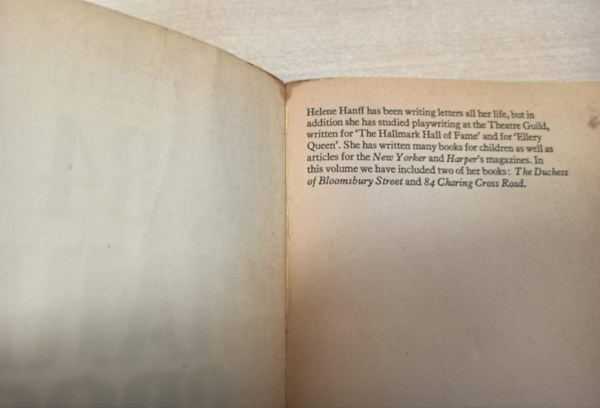 Helene Hanff has been writing letters all her life, but in
addition she has studied playwriting at the Theatre Guild,
written for 'The Hallmark Hall of Fame' and for 'Ellery
Queen'. She has written many books for children as well as
articles for the New Yorker and Harper's magazines. In
this volume we have included two of her books: The Duchess
of Bloomsbury Street and 84 Charing Cross Road.